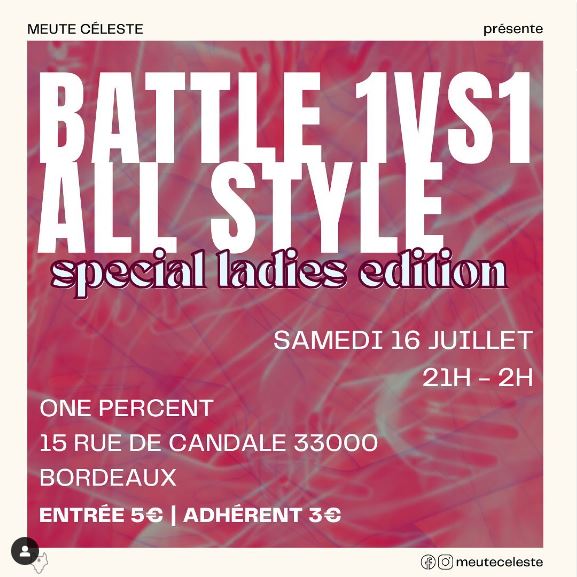 MEUTE CÉLESTE
présente
BATTLE 1VS1
ALL STYLE
special ladies edition
SAMEDI 16 JUILLET
21H - 2H
ONE PERCENT
15 RUE DE CANDALE 33000
BORDEAUX
ENTRÉE 5€ | ADHÉRENT 3€
meuteceleste